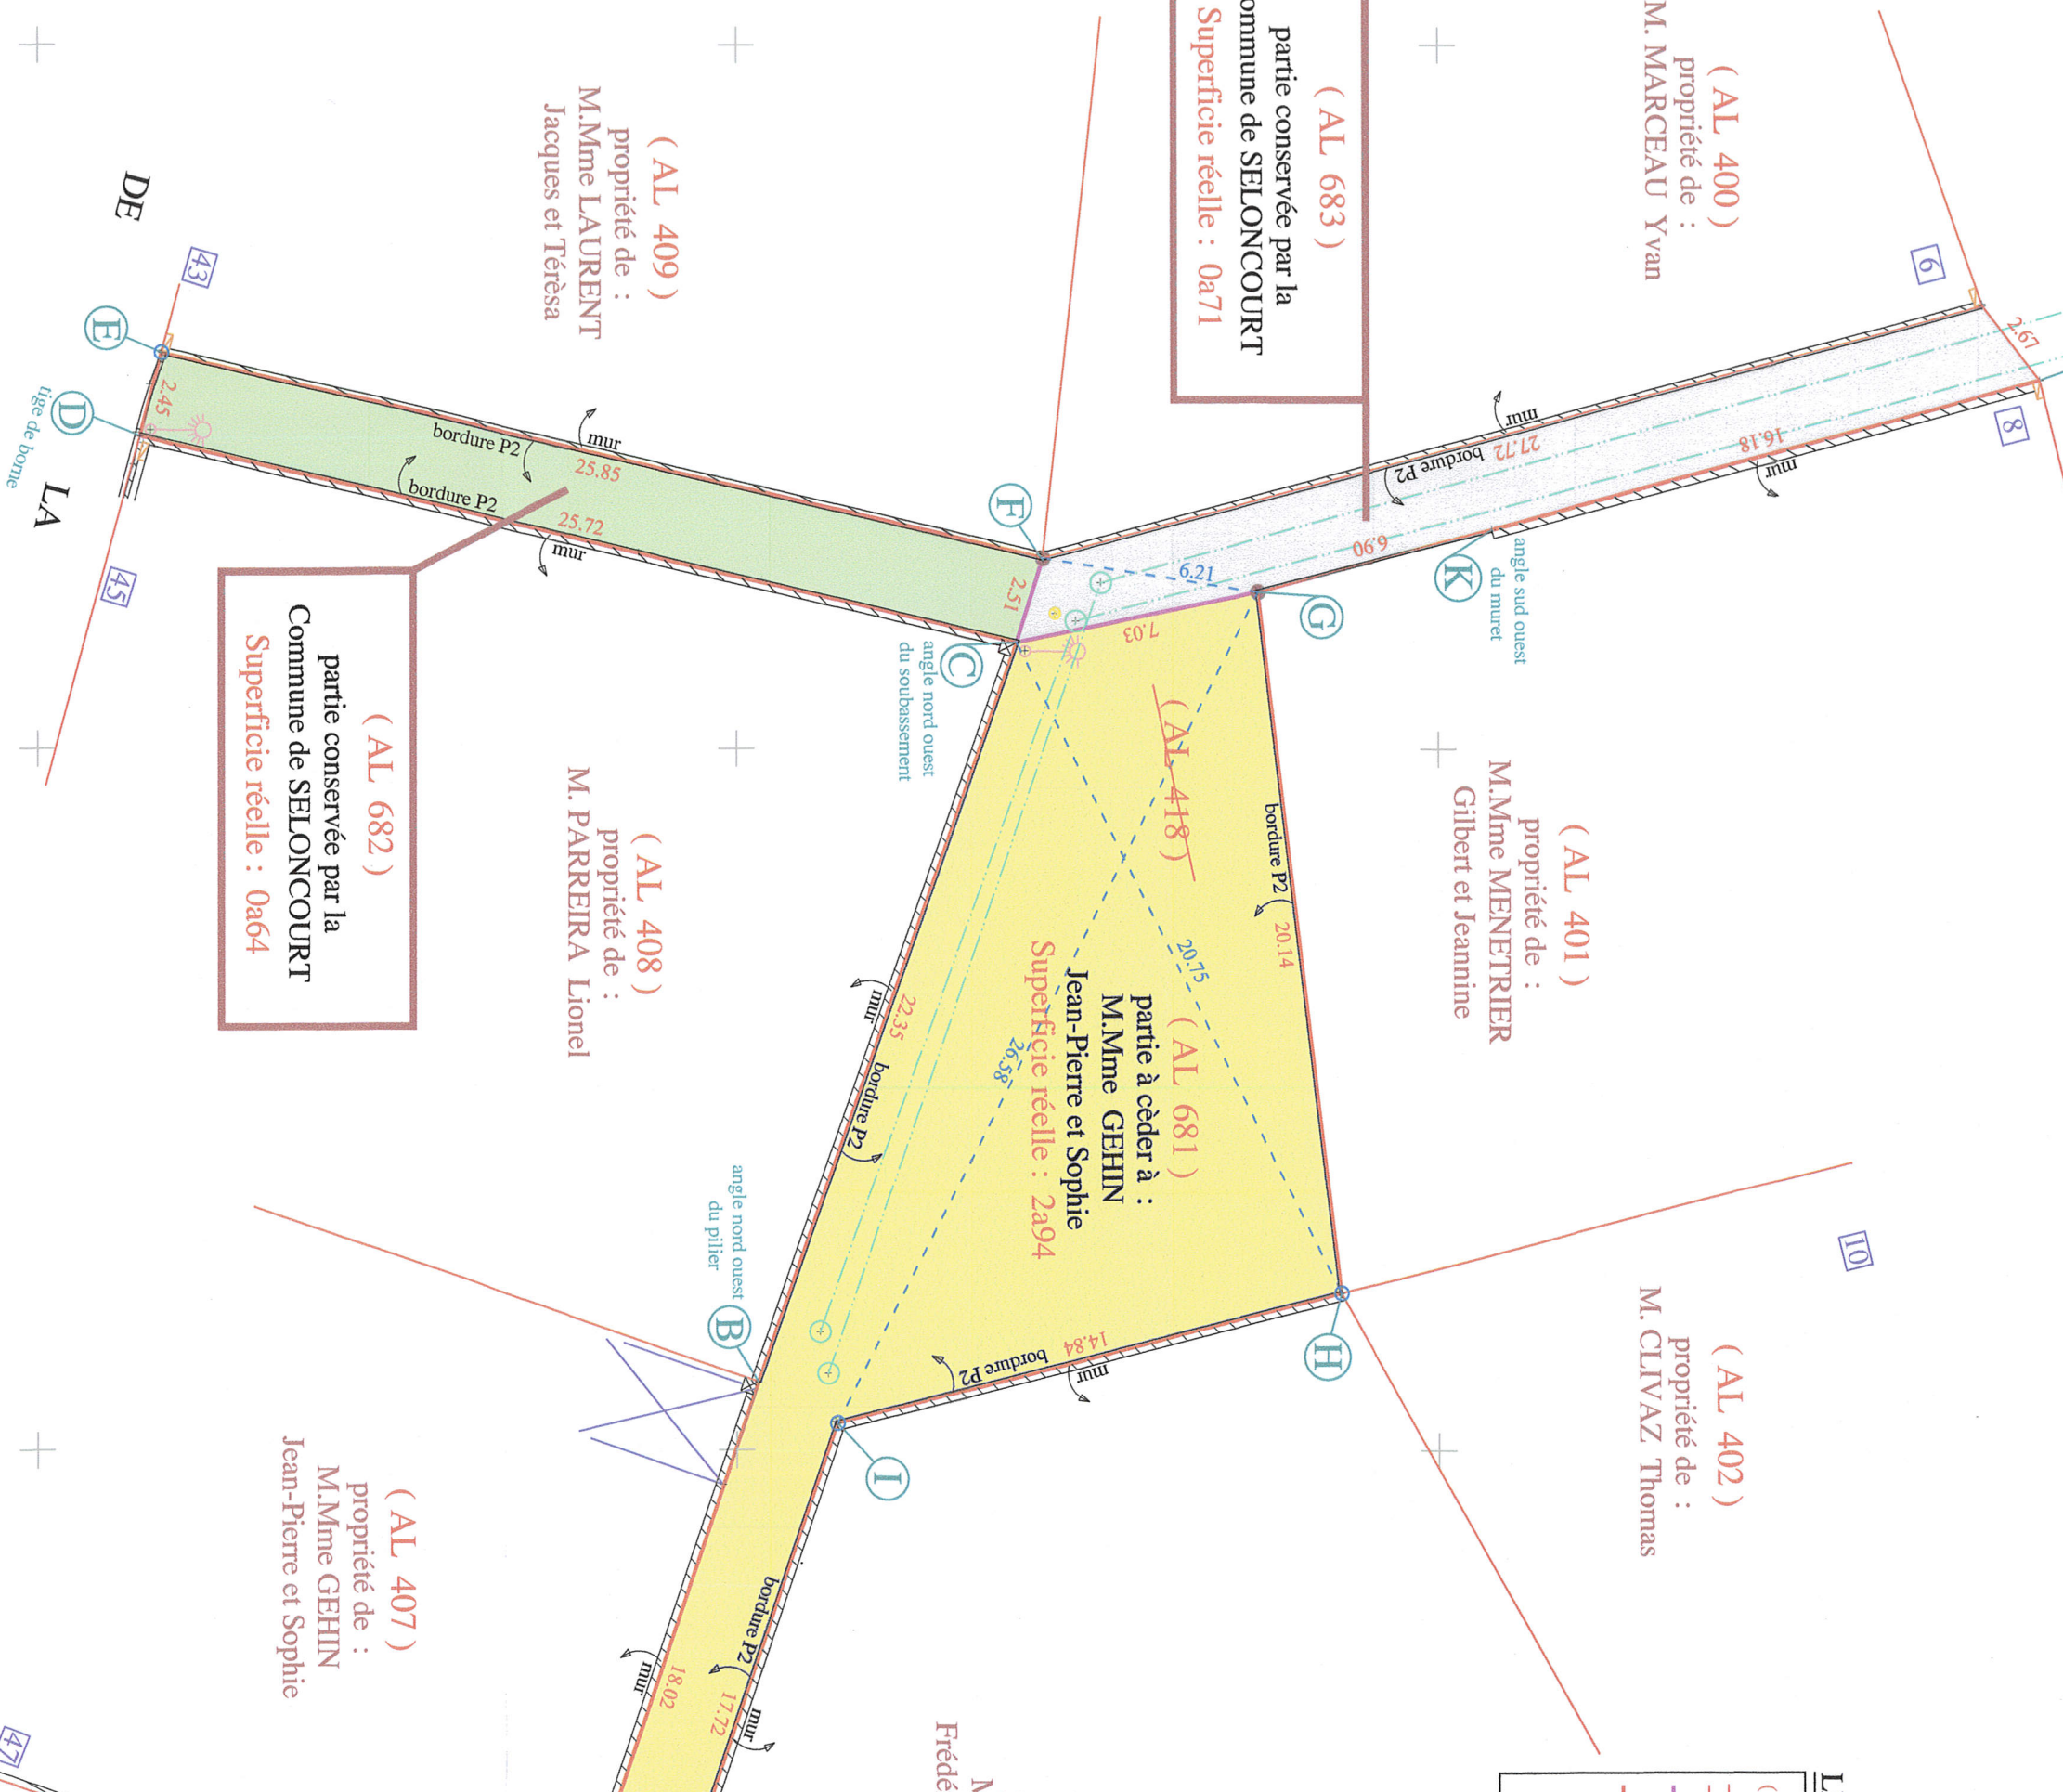 ( AL 400 )
propriété de :
M. MARCEAU Yvan
6
2.67
8
( AL 683 )
partie conservée par la
ommune de SELONCOURT
Superficie réelle : 0a71
mur
27.72
bordure P2
16.18
mur
6.90
K
angle sud ouest
du muret
( AL 409 )
propriété de :
M.Mme LAURENT
Jacques et Térèsa
DE
LA
43
45
E
D
tige de borne
2.45
bordure P2
mur
25.85
bordure P2
25.72
mur
F
2.51
6.21
G
7.03
C
angle nord ouest
du soubassement
( AL 682 )
partie conservée par la
Commune de SELONCOURT
Superficie réelle : 0a64
( AL 401 )
propriété de :
M.Mme MENETRIER
Gilbert et Jeannine
( AL 418 )
bordure P2
20.14
20.75
26.58
( AL 681 )
partie à cèder à :
M.Mme GEHIN
Jean-Pierre et Sophie
Superficie réelle : 2a94
( AL 408 )
propriété de :
M. PARREIRA Lionel
mur
22.35
bordure P2
angle nord ouest
du pilier
B
10
( AL 402 )
propriété de :
M. CLIVAZ Thomas
H
14.84
mur
bordure P2
I
( AL 407 )
propriété de :
M.Mme GEHIN
Jean-Pierre et Sophie
bordure P2
17.72
mur
18.02
mur
47
M
Frédé